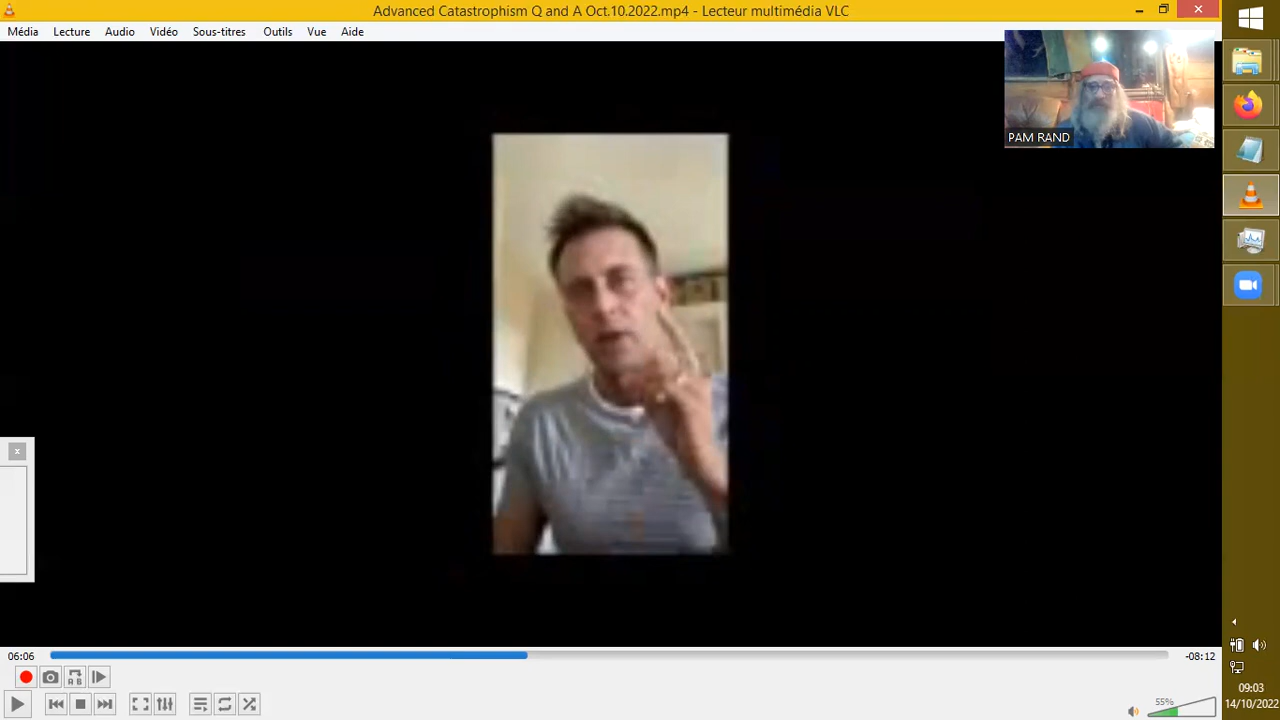 Advanced Catastrophism Q and A Oct.10.2022.mp4 - Lecteur multimédia VLC
Média Lecture Audio Vidéo Sous-titres Outils Vue Aide
PAM RAND
06:06
-08:12
55%
09:03
14/10/2022